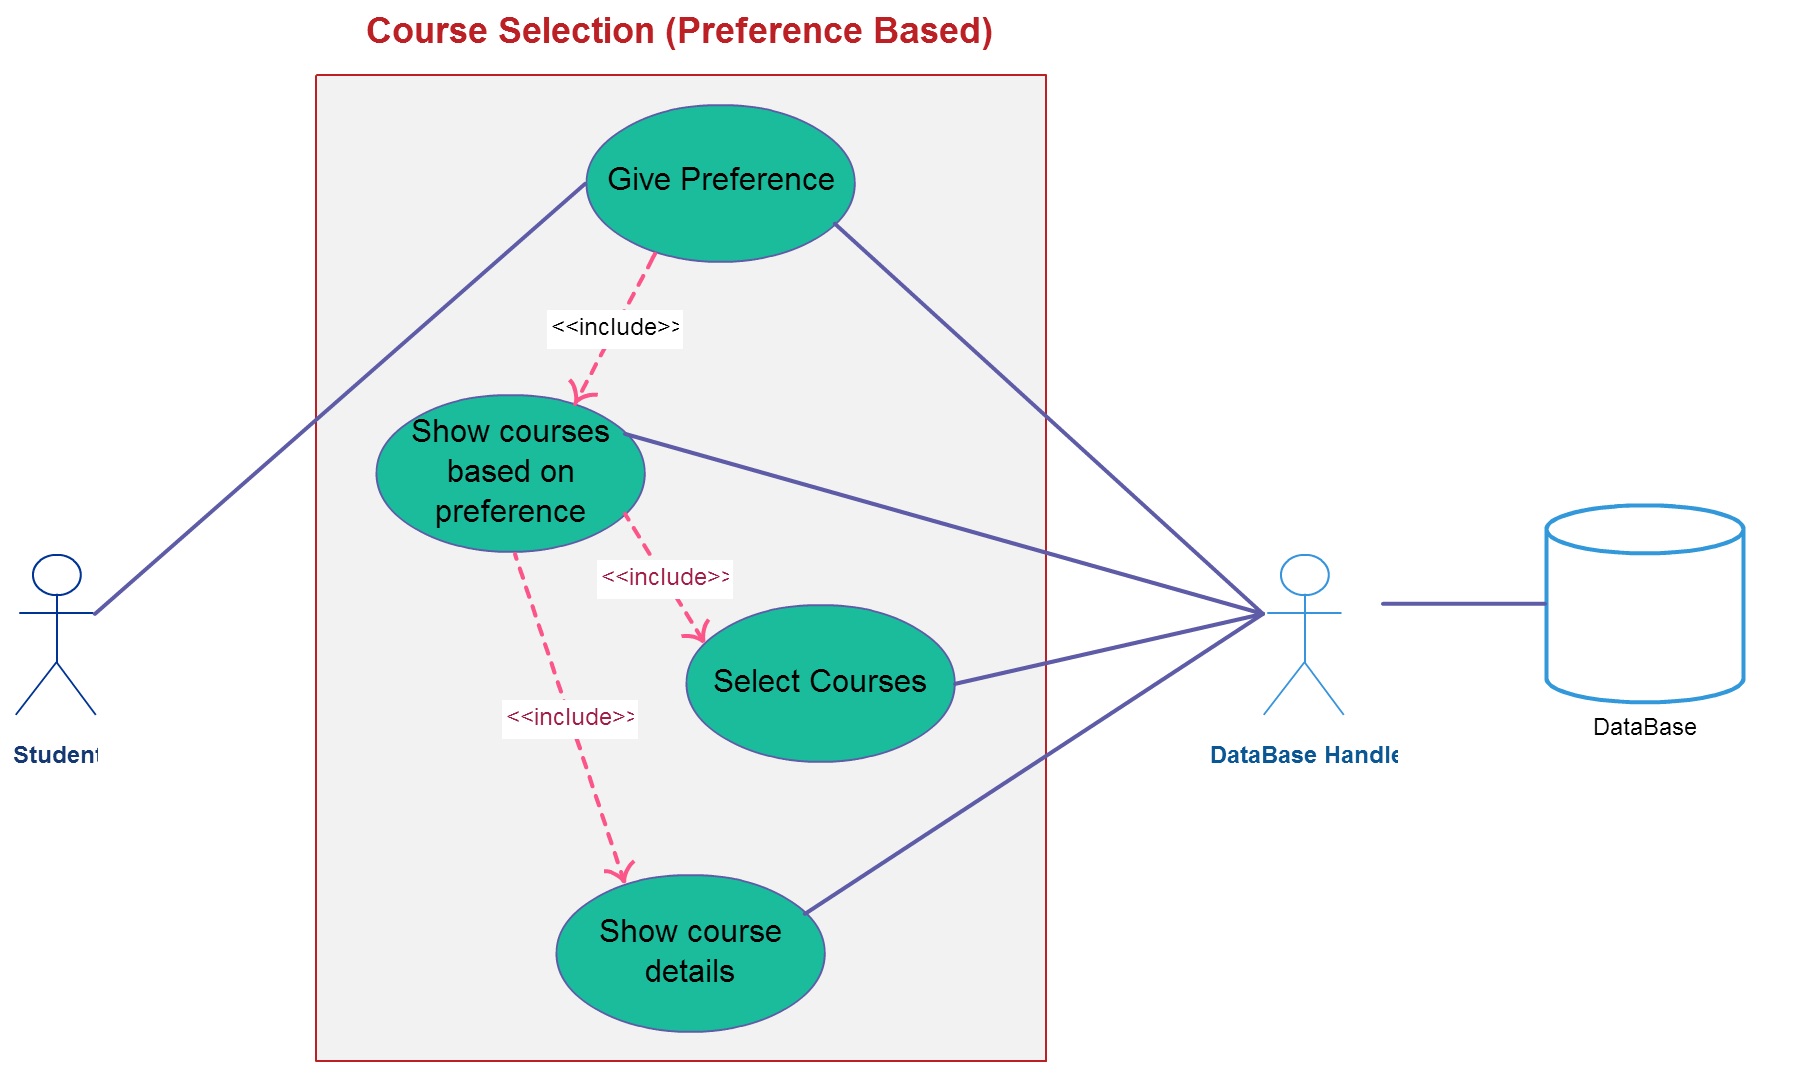 Course Selection (Preference Based)
Give Preference
<<include>>
Show courses
based on
preference
<<include>>
Select Courses
<<include>>
Show course
details
Student
DataBase Handle
DataBase